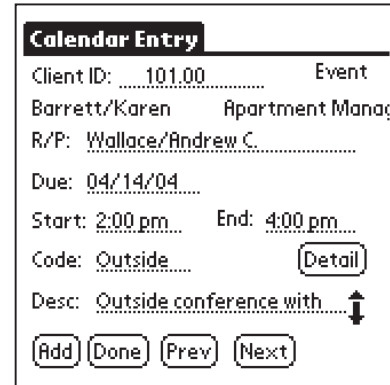 Calendar Entry
Client ID: 101.00 Event
Barrett/Karen Apartment Manag
R/P: Wallace/Andrew C.
Due: 04/14/04
Start: 2:00 pm End: 4:00 pm
Code: Outside Detail
Desc: Outside conference with
Add Done Prev Next